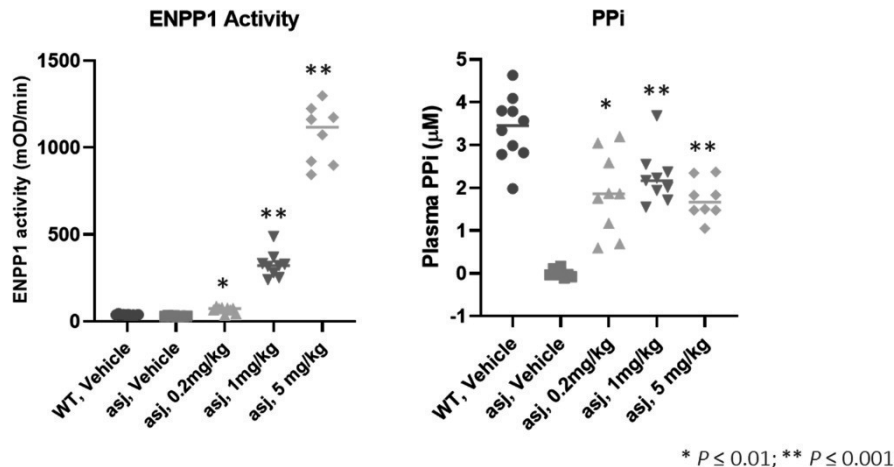 ENPP1 Activity
ENPP1 activity (mOD/min)
1500
1000
500
0
*
**
**
WT, Vehicle
asj, Vehicle
asj, 0.2mg/kg
asj, 1mg/kg
asj, 5 mg/kg
PPi
Plasma PPi (μM)
5
4
3
2
1
0
-1
*
**
**
WT, Vehicle
asj, Vehicle
asj, 0.2mg/kg
asj, 1mg/kg
asj, 5 mg/kg
* P ≤ 0.01; ** P ≤ 0.001